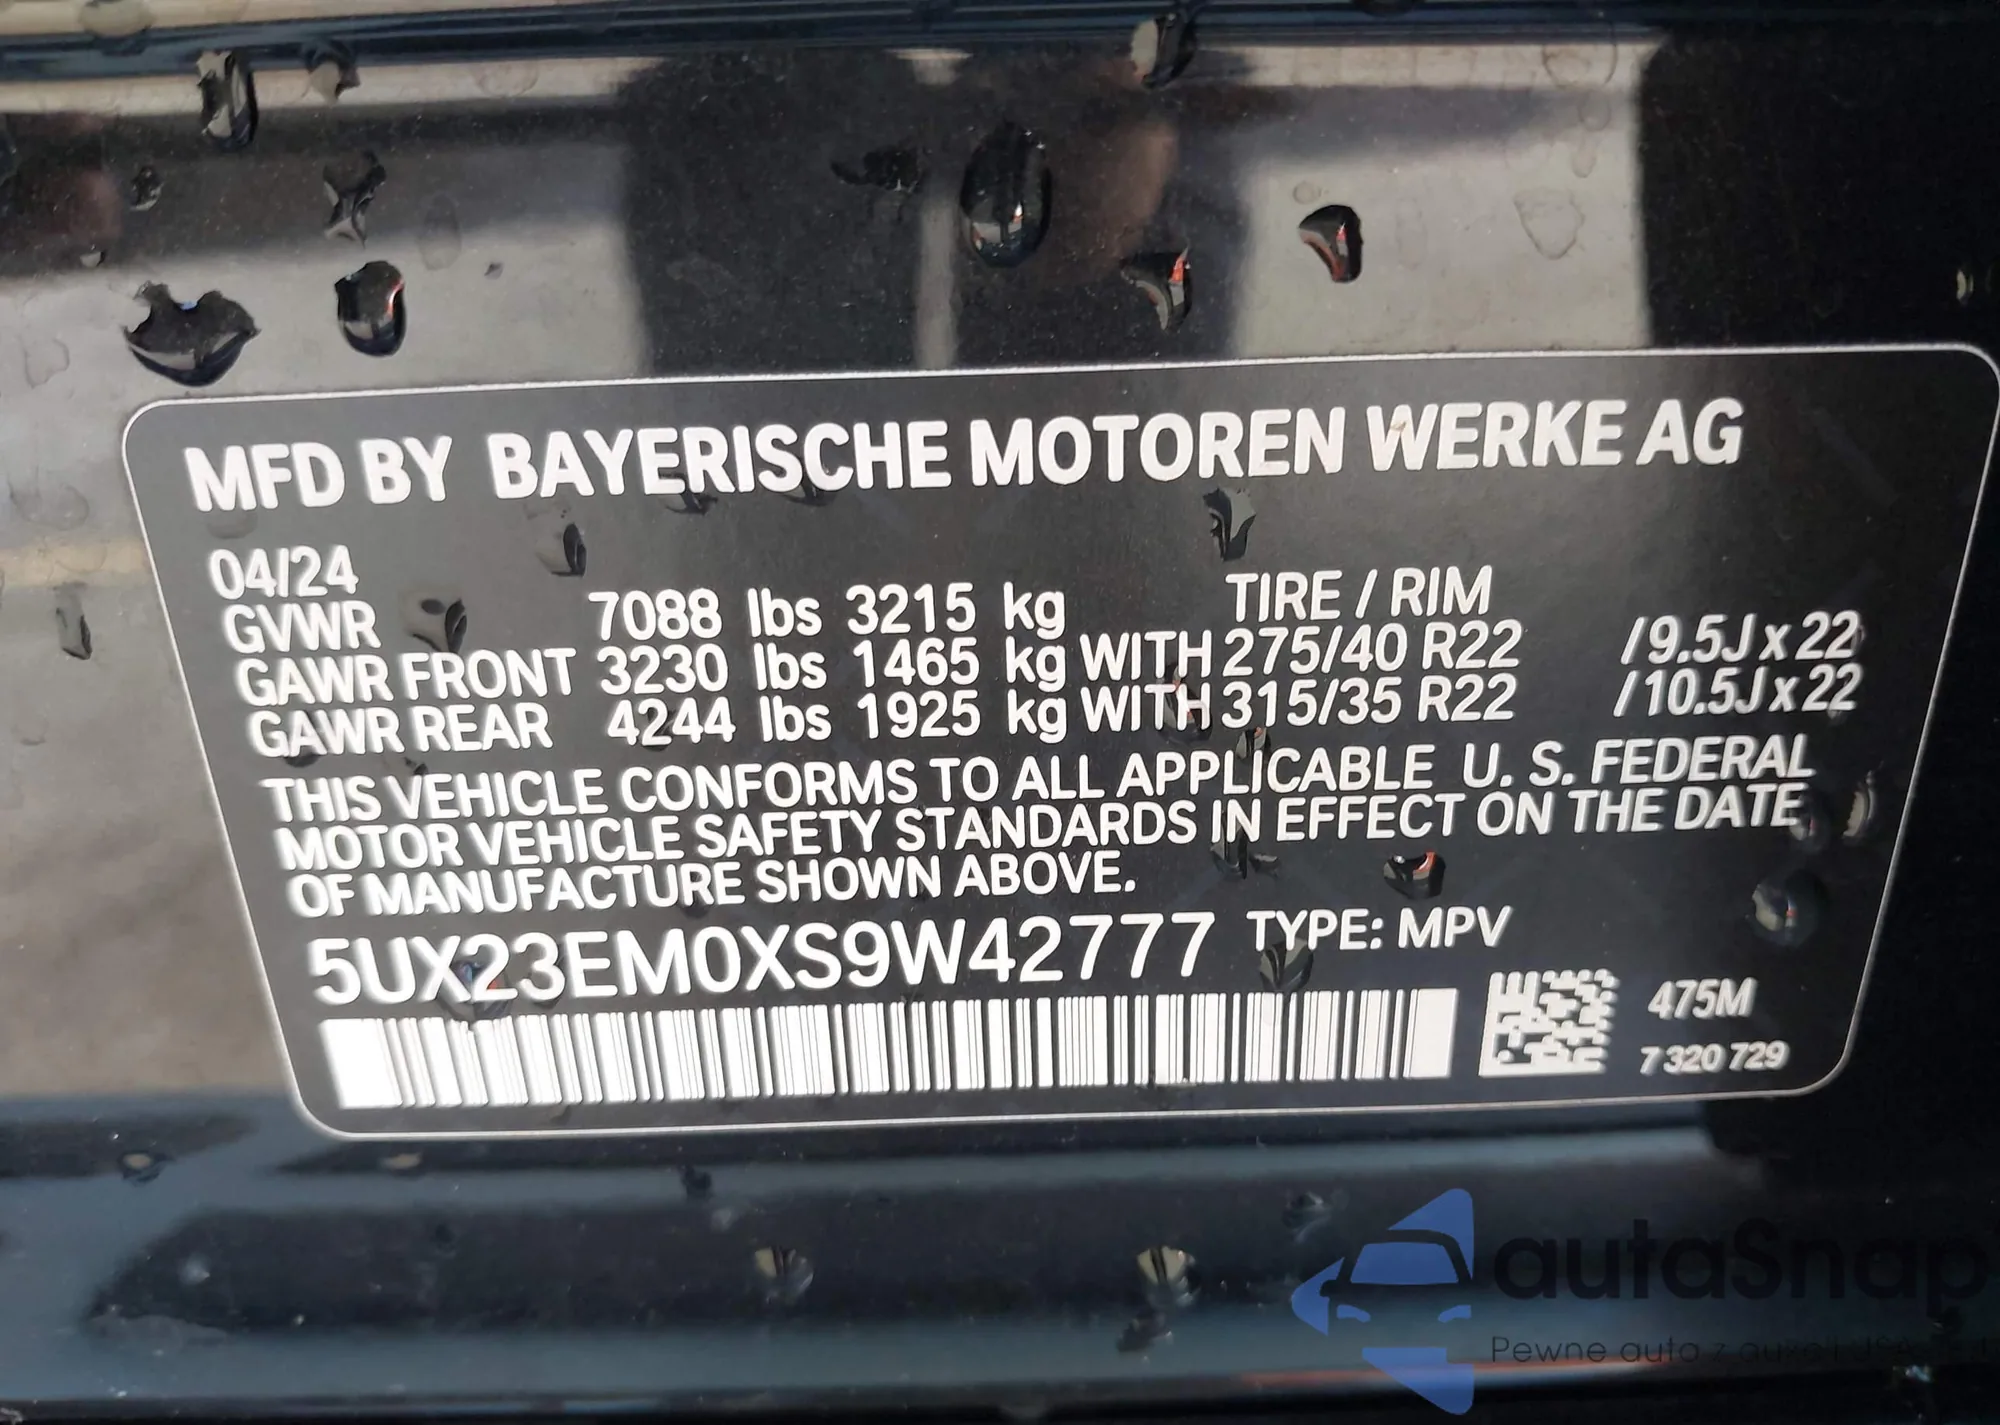 MFD BY BAYERISCHE MOTOREN WERKE AG
04/24 TIRE / RIM
GVWR 7088 lbs 3215 kg
GAWR FRONT 3230 lbs 1465 kg WITH 275/40 R22 /9.5J x 22
GAWR REAR 4244 lbs 1925 kg WITH 315/35 R22 /10.5J x 22
THIS VEHICLE CONFORMS TO ALL APPLICABLE U. S. FEDERAL
MOTOR VEHICLE SAFETY STANDARDS IN EFFECT ON THE DATE
OF MANUFACTURE SHOWN ABOVE.
5UX23EM0XS9W42777 TYPE: MPV
475M
7 320 729
autaSnap
Pewne auto z